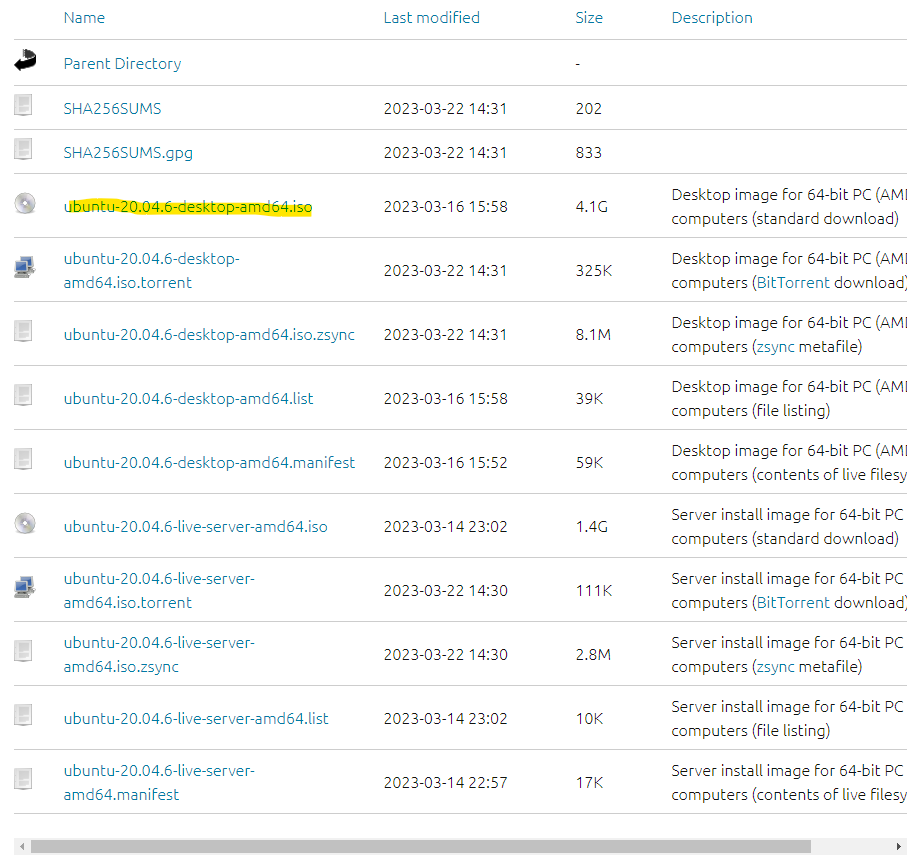 Name Last modified Size Description
Parent Directory -
SHA256SUMS 2023-03-22 14:31 202
SHA256SUMS.gpg 2023-03-22 14:31 833
ubuntu-20.04.6-desktop-amd64.iso 2023-03-16 15:58 4.1G Desktop image for 64-bit PC (AM
computers (standard download)
ubuntu-20.04.6-desktop- 2023-03-22 14:31 325K Desktop image for 64-bit PC (AM
amd64.iso.torrent computers (BitTorrent download)
ubuntu-20.04.6-desktop-amd64.iso.zsync 2023-03-22 14:31 8.1M Desktop image for 64-bit PC (AM
computers (zsync metafile)
ubuntu-20.04.6-desktop-amd64.list 2023-03-16 15:58 39K Desktop image for 64-bit PC (AM
computers (file listing)
ubuntu-20.04.6-desktop-amd64.manifest 2023-03-16 15:52 59K Desktop image for 64-bit PC (AM
computers (contents of live filesy
ubuntu-20.04.6-live-server-amd64.iso 2023-03-14 23:02 1.4G Server install image for 64-bit PC
computers (standard download)
ubuntu-20.04.6-live-server- 2023-03-22 14:30 111K Server install image for 64-bit PC
amd64.iso.torrent computers (BitTorrent download)
ubuntu-20.04.6-live-server- 2023-03-22 14:30 2.8M Server install image for 64-bit PC
amd64.iso.zsync computers (zsync metafile)
ubuntu-20.04.6-live-server-amd64.list 2023-03-14 23:02 10K Server install image for 64-bit PC
computers (file listing)
ubuntu-20.04.6-live-server- 2023-03-14 22:57 17K Server install image for 64-bit PC
amd64.manifest computers (contents of live filesy